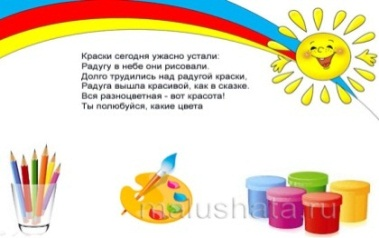 Краски сегодня ужасно устали:
Радугу в небе они рисовали.
Долго трудились над радугой краски,
Радуга вышла красивой, как в сказке.
Вся разноцветная - вот красота!
Ты полюбуйся, какие цвета
malushata.ru